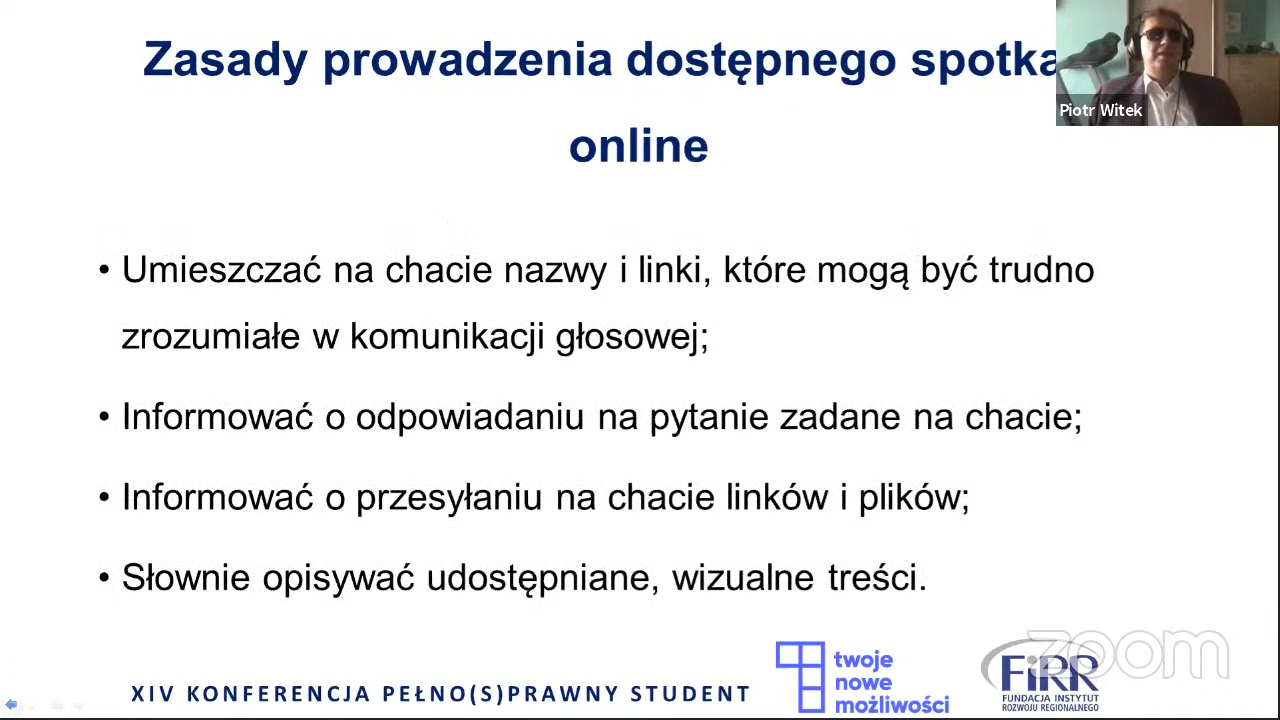 Zasady prowadzenia dostępnego spotka
online
Piotr Witek
• Umieszczać na chacie nazwy i linki, które mogą być trudno
zrozumiałe w komunikacji głosowej;
• Informować o odpowiadaniu na pytanie zadane na chacie;
• Informować o przesyłaniu na chacie linków i plików;
• Słownie opisywać udostępniane, wizualne treści.
XIV KONFERENCJA PEŁNO(S)PRAWNY STUDENT
twoje
nowe
możliwości
FiRR
FUNDACJA INSTYTUT
ROZWOJU REGIONALNEGO
zoom